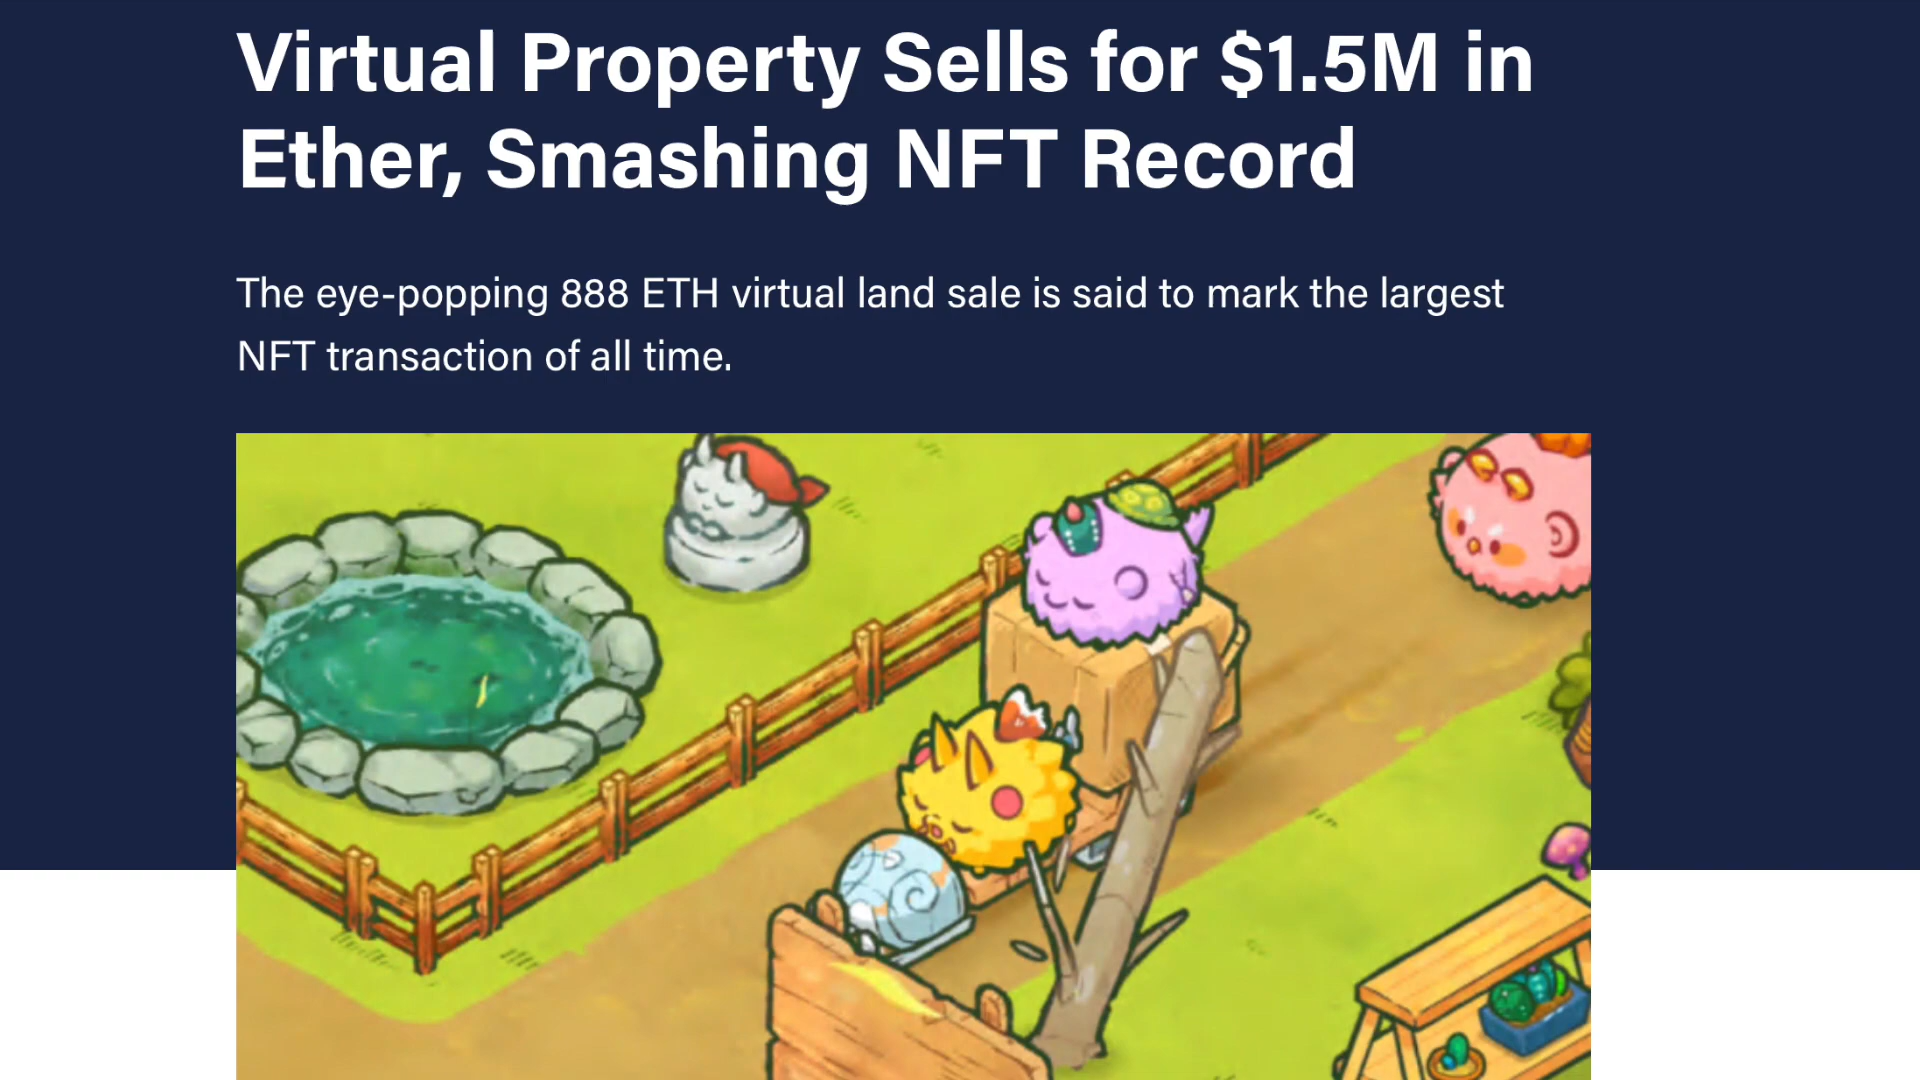 Virtual Property Sells for $1.5M in
Ether, Smashing NFT Record
The eye-popping 888 ETH virtual land sale is said to mark the largest
NFT transaction of all time.